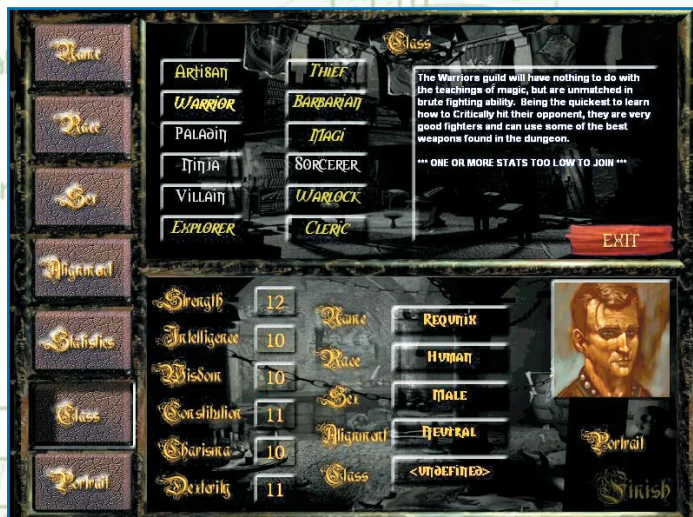 Name
Race
Sex
Alignment
Statistics
Class
Portrait
Class
Artisan
Warrior
Paladin
Ninja
Villain
Explorer
Thief
Barbarian
Magi
Sorcerer
Warlock
Cleric
The Warriors guild will have nothing to do with
the teachings of magic, but are unmatched in
brute fighting ability. Being the quickest to learn
how to Critically hit their opponent, they are very
good fighters and can use some of the best
weapons found in the dungeon.
*** ONE OR MORE STATS TOO LOW TO JOIN ***
EXIT
Strength 12
Intelligence 10
Wisdom 10
Constitution 11
Charisma 10
Dexterity 11
Name Reqvnix
Race Human
Sex Male
Alignment Neutral
Class <undefined>
Portrait
Finish